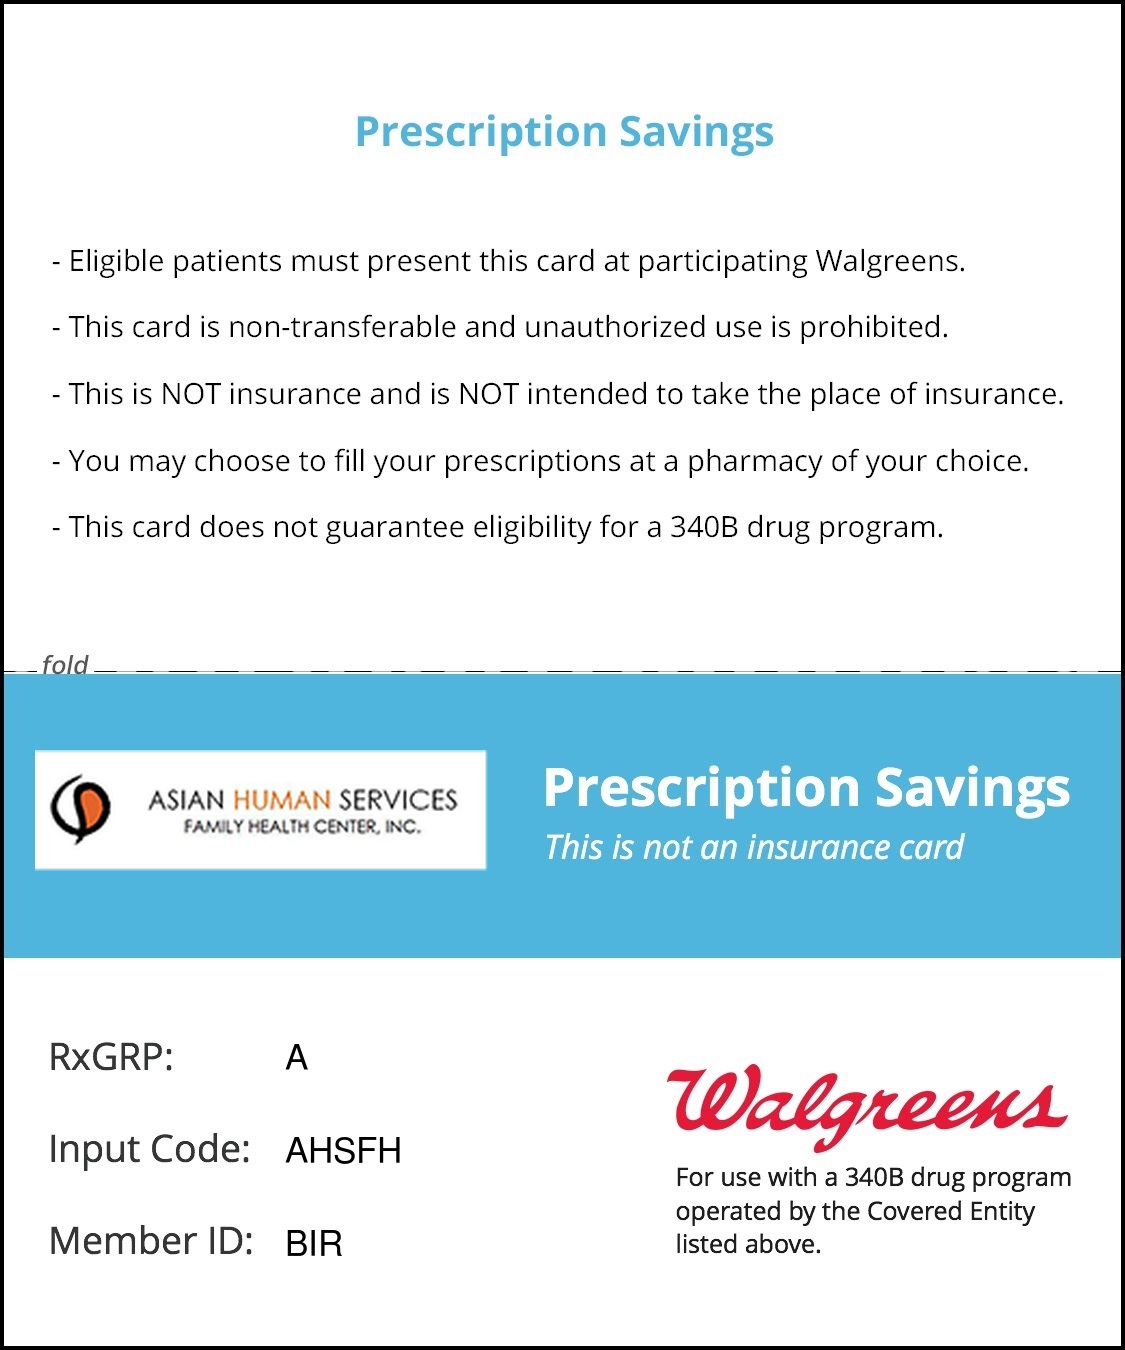 Prescription Savings
- Eligible patients must present this card at participating Walgreens.
- This card is non-transferable and unauthorized use is prohibited.
- This is NOT insurance and is NOT intended to take the place of insurance.
- You may choose to fill your prescriptions at a pharmacy of your choice.
- This card does not guarantee eligibility for a 340B drug program.
fold
ASIAN HUMAN SERVICES
FAMILY HEALTH CENTER, INC.
Prescription Savings
This is not an insurance card
RxGRP: A
Input Code: AHSFH
Member ID: BIR
Walgreens
For use with a 340B drug program
operated by the Covered Entity
listed above.